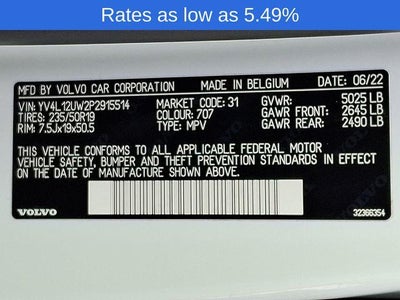 Rates as low as 5.49%
MFD. BY VOLVO CAR CORPORATION MADE IN BELGIUM DATE: 06/22
VIN: YV4L12UW2P2915514 MARKET CODE: 31 GVWR: 5025 LB
TIRES: 235/50R19 COLOUR: 707 GAWR FRONT: 2645 LB
RIM: 7.5Jx19x50.5 TYPE: MPV GAWR REAR: 2490 LB
THIS VEHICLE CONFORMS TO ALL APPLICABLE FEDERAL MOTOR
VEHICLE SAFETY, BUMPER AND THEFT PREVENTION STANDARDS IN EFFECT
ON THE DATE OF MANUFACTURE SHOWN ABOVE.
VOLVO 32366354